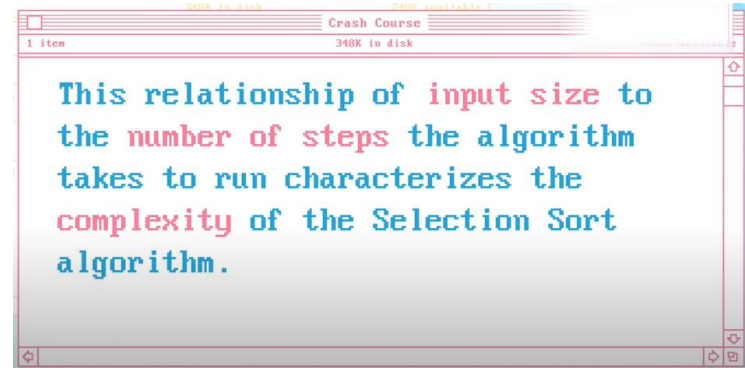 Crash Course
1 item 348K in disk
This relationship of input size to
the number of steps the algorithm
takes to run characterizes the
complexity of the Selection Sort
algorithm.